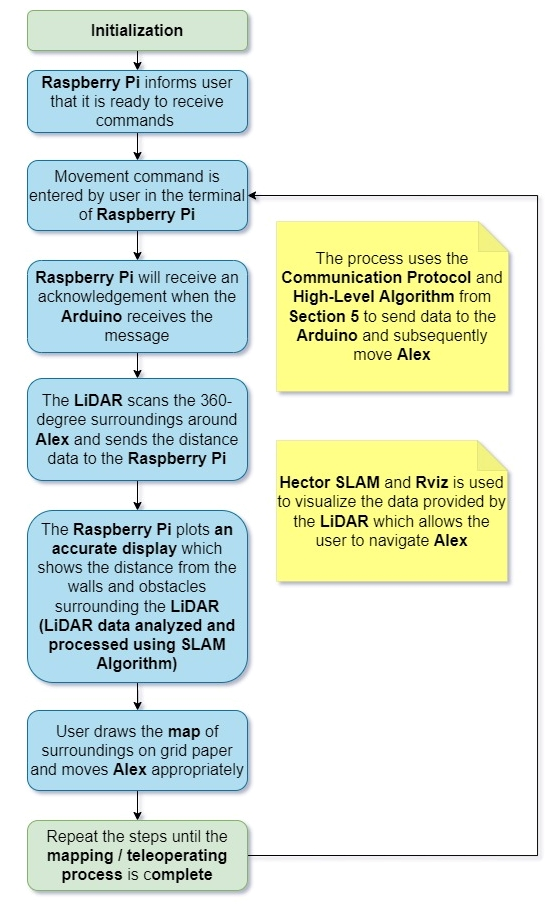 Initialization
Raspberry Pi informs user
that it is ready to receive
commands
Movement command is
entered by user in the terminal
of Raspberry Pi
Raspberry Pi will receive an
acknowledgement when the
Arduino receives the
message
The LiDAR scans the 360-
degree surroundings around
Alex and sends the distance
data to the Raspberry Pi
The Raspberry Pi plots an
accurate display which
shows the distance from the
walls and obstacles
surrounding the LiDAR
(LiDAR data analyzed and
processed using SLAM
Algorithm)
User draws the map of
surroundings on grid paper
and moves Alex appropriately
Repeat the steps until the
mapping / teleoperating
process is complete
The process uses the
Communication Protocol and
High-Level Algorithm from
Section 5 to send data to the
Arduino and subsequently
move Alex
Hector SLAM and Rviz is used
to visualize the data provided by
the LiDAR which allows the
user to navigate Alex